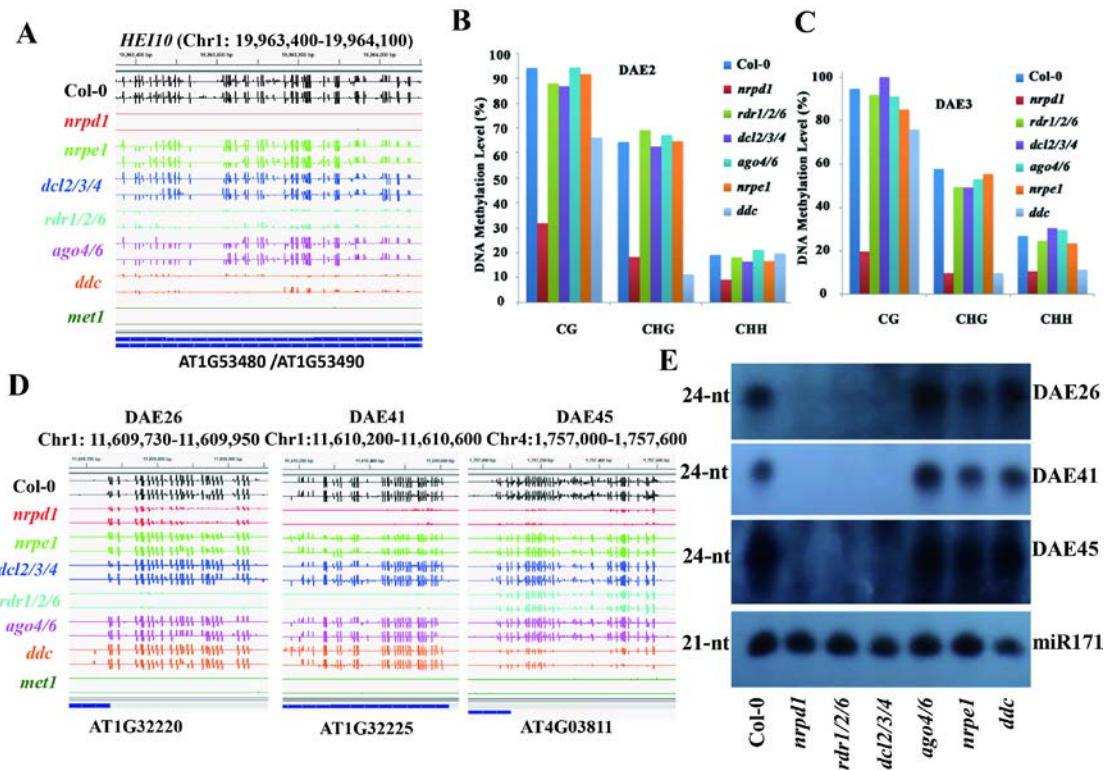 A
HEI10 (Chr1: 19,963,400-19,964,100)
Col-0
nrpd1
nrpe1
dcl2/3/4
rdr1/2/6
ago4/6
ddc
met1
AT1G53480 /AT1G53490
B
DAE2
DNA Methylation Level (%)
100
90
80
70
60
50
40
30
20
10
0
CG CHG CHH
Col-0
nrpd1
rdr1/2/6
dcl2/3/4
ago4/6
nrpe1
ddc
C
DAE3
DNA Methylation Level (%)
100
80
60
40
20
0
CG CHG CHH
Col-0
nrpd1
rdr1/2/6
dcl2/3/4
ago4/6
nrpe1
ddc
D
DAE26 DAE41 DAE45
Chr1: 11,609,730-11,609,950 Chr1:11,610,200-11,610,600 Chr4:1,757,000-1,757,600
Col-0
nrpd1
nrpe1
dcl2/3/4
rdr1/2/6
ago4/6
ddc
met1
AT1G32220 AT1G32225 AT4G03811
E
24-nt DAE26
24-nt DAE41
24-nt DAE45
21-nt miR171
Col-0
nrpd1
rdr1/2/6
dcl2/3/4
ago4/6
nrpe1
ddc